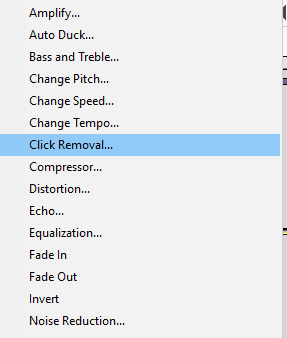 Amplify...
Auto Duck...
Bass and Treble...
Change Pitch...
Change Speed...
Change Tempo...
Click Removal...
Compressor...
Distortion...
Echo...
Equalization...
Fade In
Fade Out
Invert
Noise Reduction...